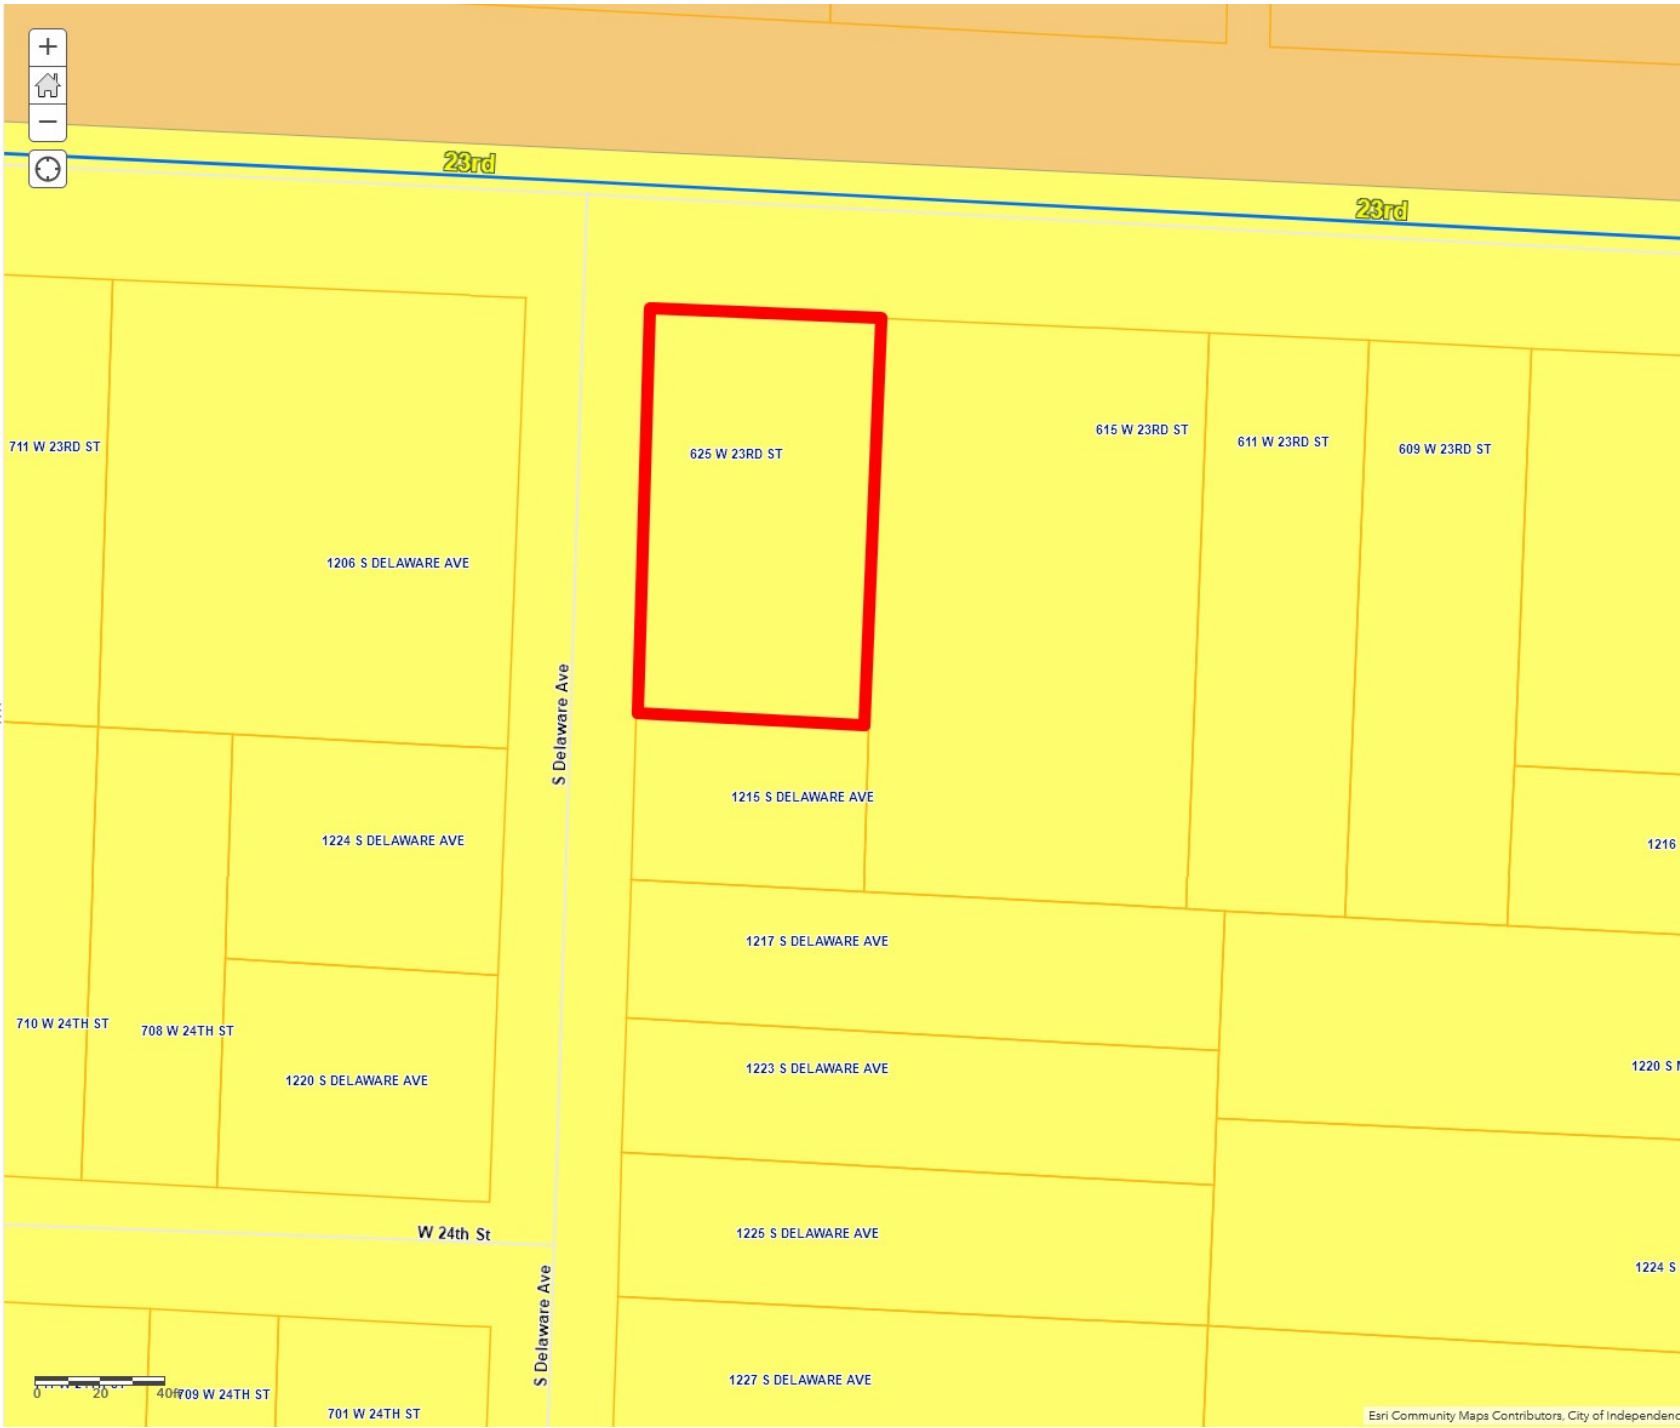 +
−
23rd
23rd
711 W 23RD ST
625 W 23RD ST
615 W 23RD ST
611 W 23RD ST
609 W 23RD ST
1206 S DELAWARE AVE
S Delaware Ave
1215 S DELAWARE AVE
1224 S DELAWARE AVE
1216
1217 S DELAWARE AVE
710 W 24TH ST
708 W 24TH ST
1220 S DELAWARE AVE
1223 S DELAWARE AVE
1220 S
W 24th St
1225 S DELAWARE AVE
1224 S
S Delaware Ave
1227 S DELAWARE AVE
0 20 40ft
709 W 24TH ST
701 W 24TH ST
Esri Community Maps Contributors, City of Independenc